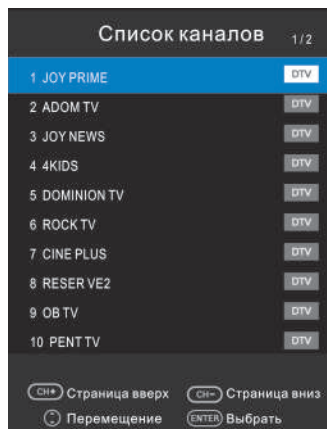 Список каналов 1/2
1 JOY PRIME DTV
2 ADOM TV DTV
3 JOY NEWS DTV
4 4KIDS DTV
5 DOMINION TV DTV
6 ROCK TV DTV
7 CINE PLUS DTV
8 RESER VE2 DTV
9 OB TV DTV
10 PENT TV DTV
CH+ Страница вверх CH- Страница вниз
Перемещение ENTER Выбрать